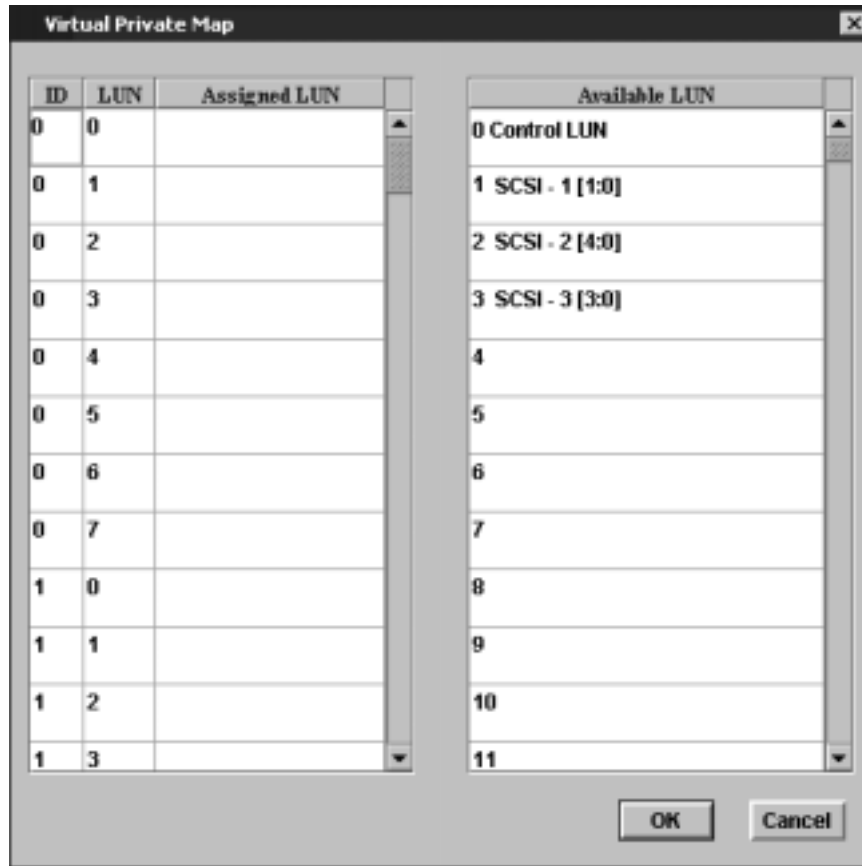 Virtual Private Map
ID LUN Assigned LUN Available LUN
0 0 0 Control LUN
0 1 1 SCSI - 1 [1:0]
0 2 2 SCSI - 2 [4:0]
0 3 3 SCSI - 3 [3:0]
0 4 4
0 5 5
0 6 6
0 7 7
1 0 8
1 1 9
1 2 10
1 3 11
OK Cancel